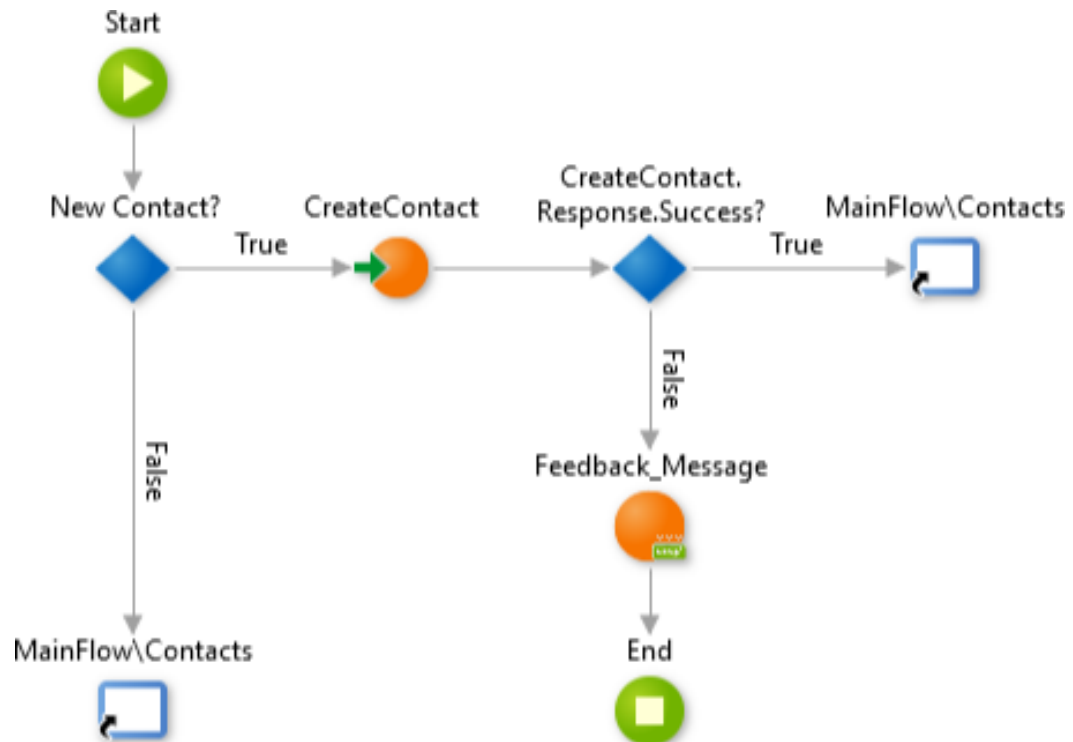 Start
New Contact?
CreateContact
CreateContact.
Response.Success?
MainFlow\Contacts
True
True
False
False
Feedback_Message
MainFlow\Contacts
End